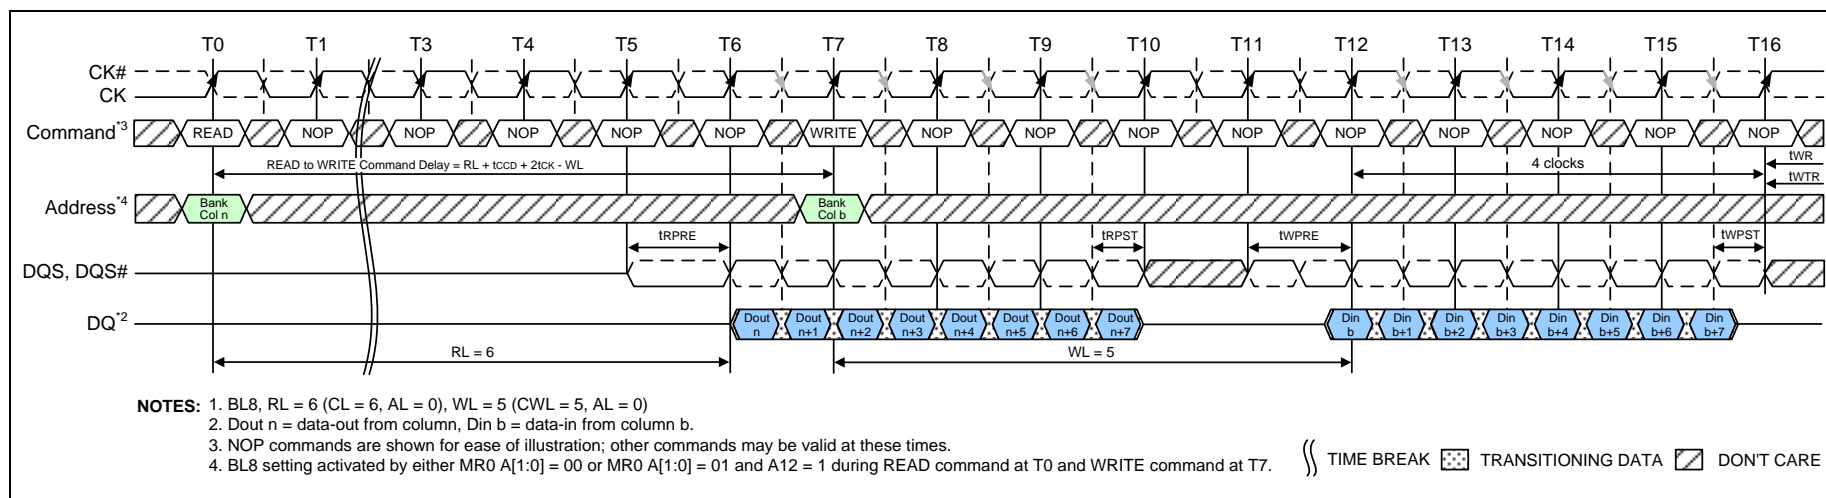 T0 T1 T3 T4 T5 T6 T7 T8 T9 T10 T11 T12 T13 T14 T15 T16
CK#
CK
Command*3 READ NOP NOP NOP NOP NOP WRITE NOP NOP NOP NOP NOP NOP NOP NOP NOP
READ to WRITE Command Delay = RL + tCCD + 2tCK - WL 4 clocks tWR
tWTR
Address*4 Bank Col n Bank Col b
tRPRE tRPST tWPRE tWPST
DQS, DQS#
DQ*2 Dout n Dout n+1 Dout n+2 Dout n+3 Dout n+4 Dout n+5 Dout n+6 Dout n+7 Din b Din b+1 Din b+2 Din b+3 Din b+4 Din b+5 Din b+6 Din b+7
RL = 6 WL = 5
NOTES: 1. BL8, RL = 6 (CL = 6, AL = 0), WL = 5 (CWL = 5, AL = 0)
2. Dout n = data-out from column, Din b = data-in from column b.
3. NOP commands are shown for ease of illustration; other commands may be valid at these times.
4. BL8 setting activated by either MR0 A[1:0] = 00 or MR0 A[1:0] = 01 and A12 = 1 during READ command at T0 and WRITE command at T7.
TIME BREAK TRANSITIONING DATA DON'T CARE